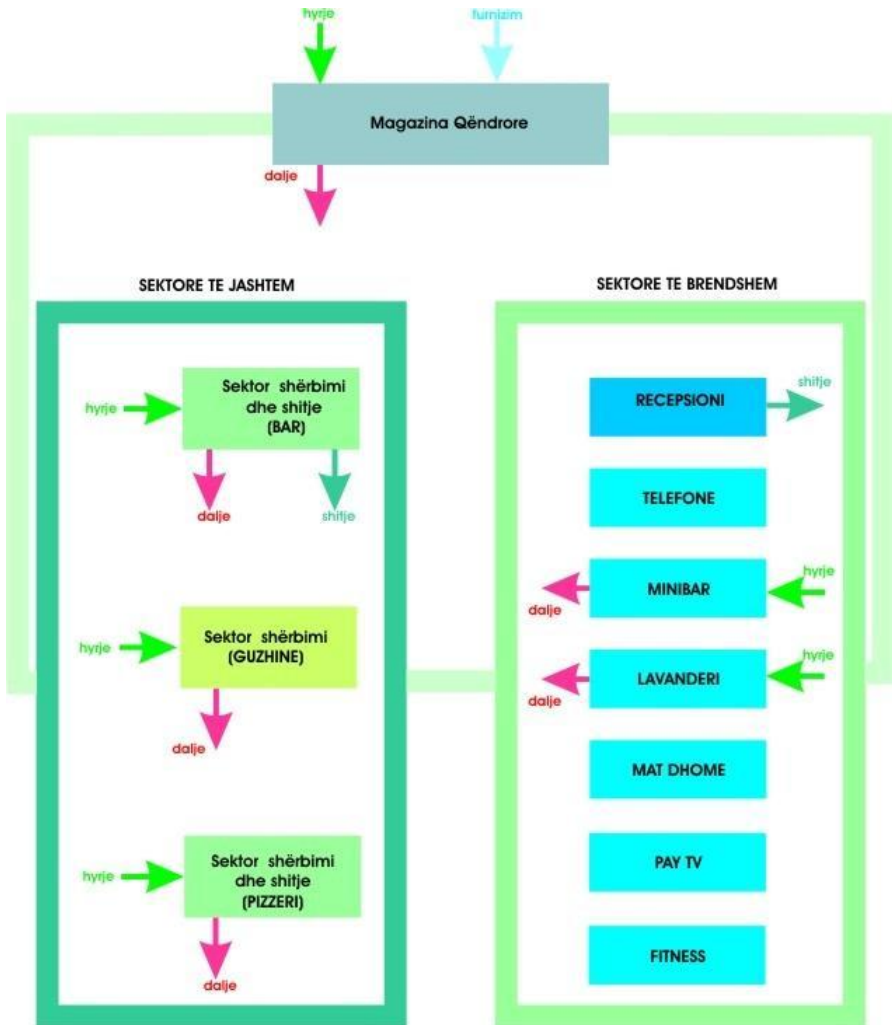 hyrje
furnizim
Magazina Qëndrore
dalje
SEKTORE TE JASHTEM
Sektor shërbimi
dhe shitje
(BAR)
hyrje
dalje
shitje
Sektor shërbimi
(GUZHINE)
hyrje
dalje
Sektor shërbimi
dhe shitje
(PIZZERI)
hyrje
dalje
SEKTORE TE BRENDSHEM
RECEPSIONI
shitje
TELEFONE
MINIBAR
hyrje
dalje
LAVANDERI
hyrje
dalje
MAT DHOME
PAY TV
FITNESS